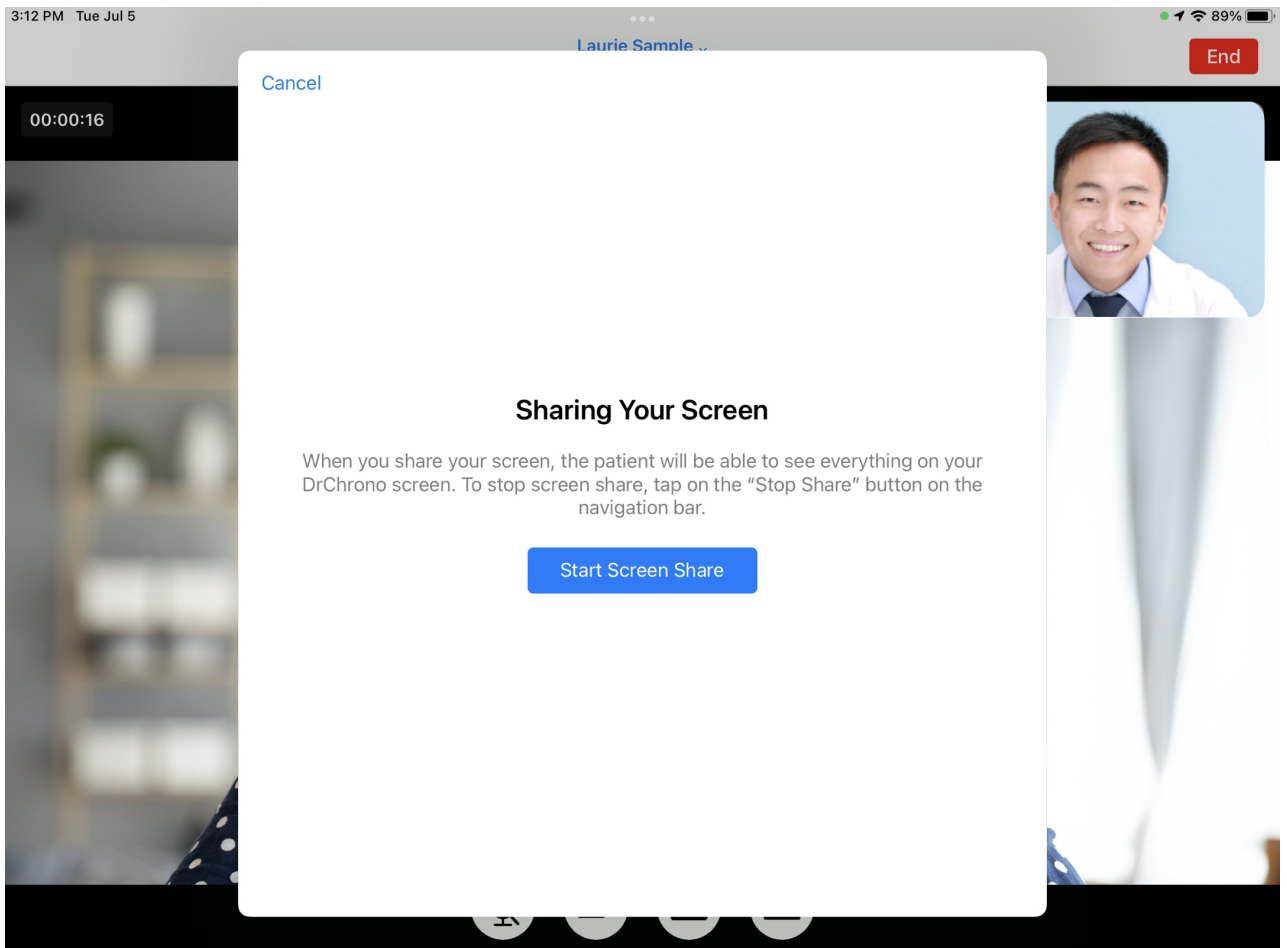 3:12 PM Tue Jul 5
89%
Laurie Sample
End
Cancel
00:00:16
Sharing Your Screen
When you share your screen, the patient will be able to see everything on your
DrChrono screen. To stop screen share, tap on the “Stop Share” button on the
navigation bar.
Start Screen Share